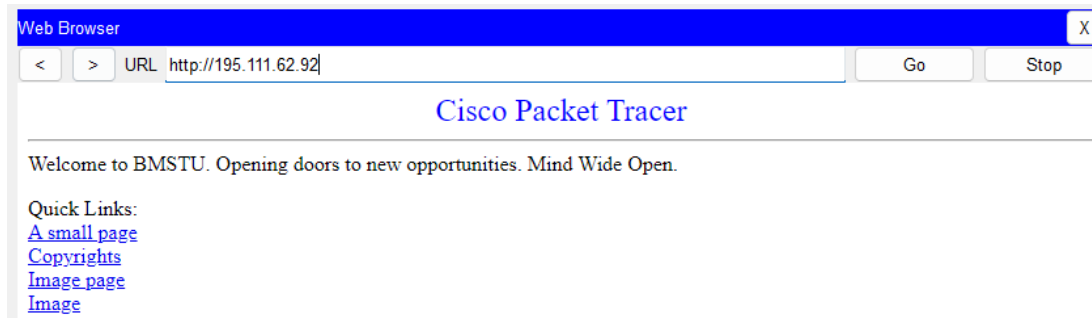 Web Browser X
< > URL http://195.111.62.92 Go Stop
Cisco Packet Tracer
Welcome to BMSTU. Opening doors to new opportunities. Mind Wide Open.
Quick Links:
A small page
Copyrights
Image page
Image